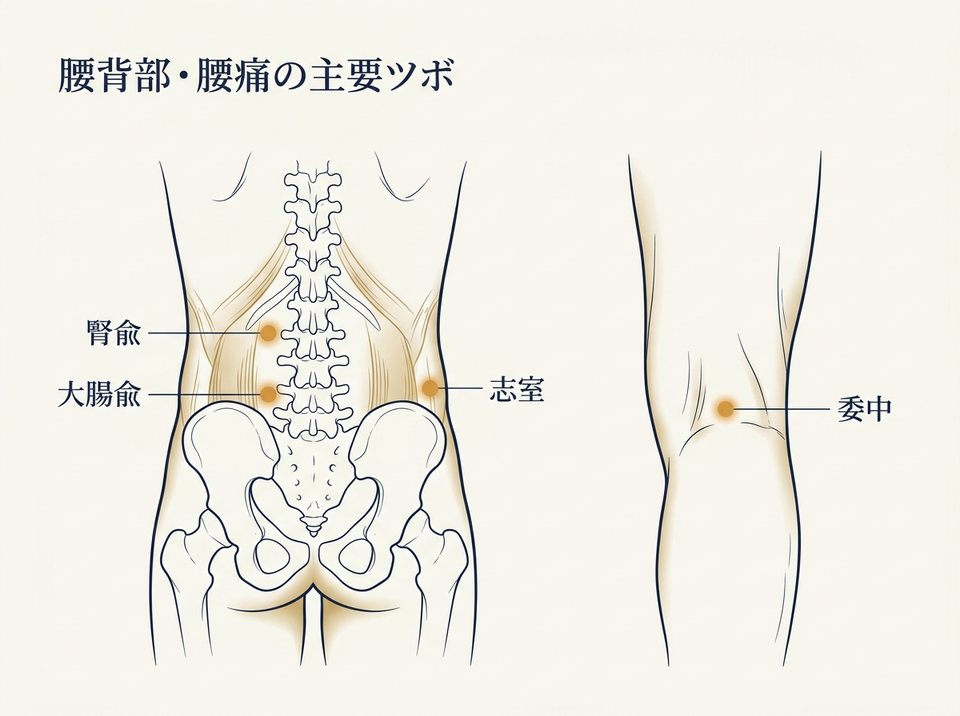 腰背部・腰痛の主要ツボ
腎兪
大腸兪
志室
委中